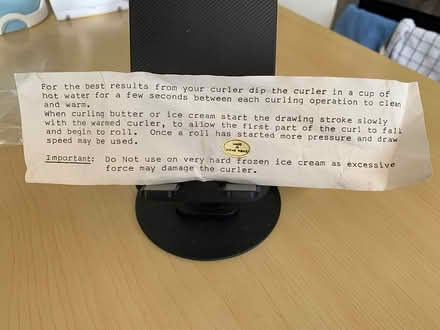 For the best results from your curler dip the curler in a cup of
hot water for a few seconds between each curling operation to clean
and warm.
When curling butter or ice cream start the drawing stroke slowly
with the warmed curler, to allow the first part of the curl to fall
and begin to roll. Once a roll has started more pressure and draw
speed may be used.
Important: Do Not use on very hard frozen ice cream as excessive
force may damage the curler.